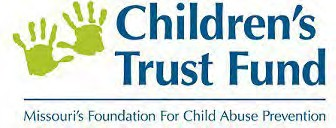 Children's
Trust Fund
Missouri's Foundation For Child Abuse Prevention